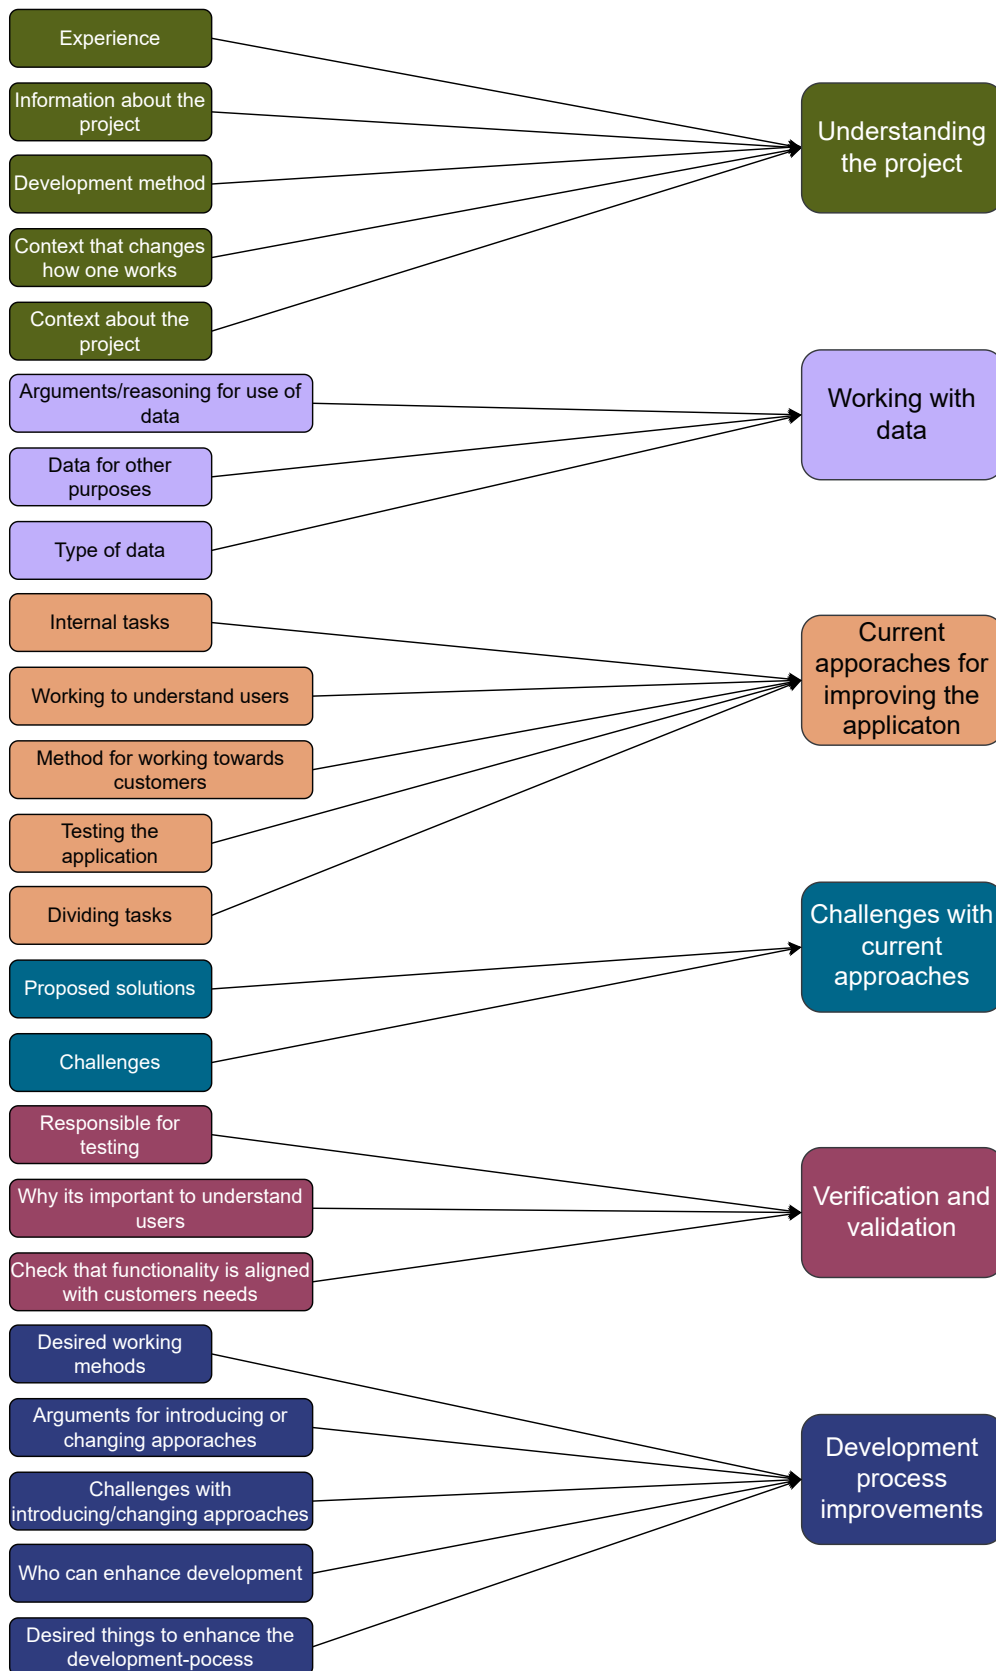 Experience
Information about the
project
Development method
Context that changes
how one works
Context about the
project
Understanding
the project
Arguments/reasoning for use of
data
Data for other
purposes
Type of data
Working with
data
Internal tasks
Working to understand users
Method for working towards
customers
Testing the
application
Dividing tasks
Current
apporaches for
improving the
applicaton
Proposed solutions
Challenges
Challenges with
current
approaches
Responsible for
testing
Why its important to understand
users
Check that functionality is aligned
with customers needs
Verification and
validation
Desired working
mehods
Arguments for introducing or
changing apporaches
Challenges with
introducing/changing approaches
Who can enhance development
Desired things to enhance the
development-pocess
Development
process
improvements